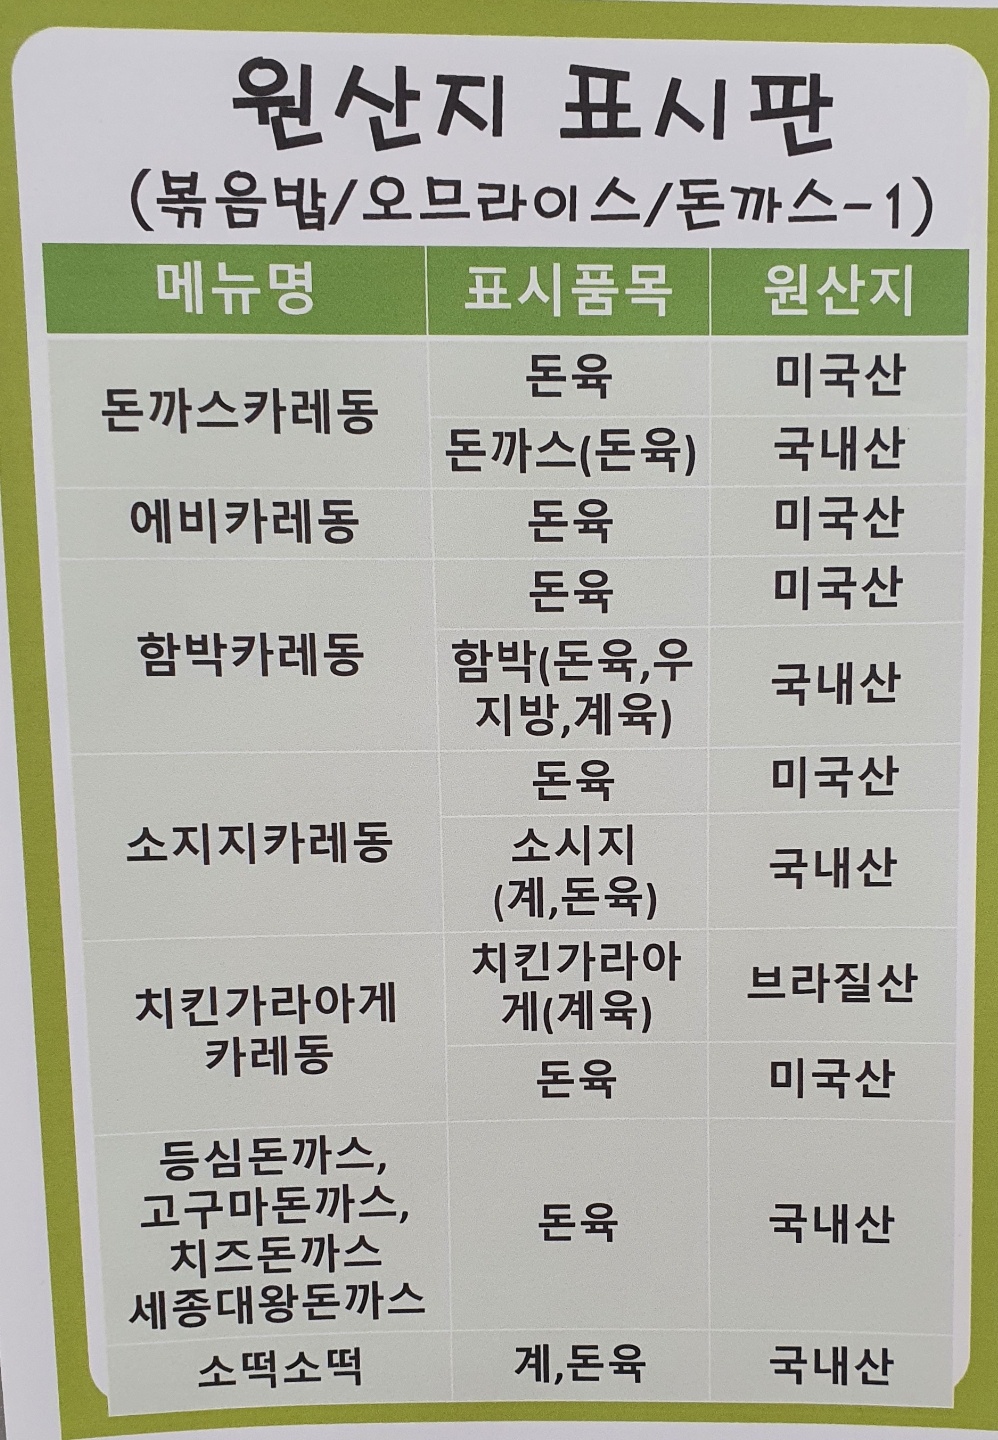 원산지 표시판
(볶음밥/오므라이스/돈까스-1)
메뉴명 표시품목 원산지
돈까스카레동
돈육 미국산
돈까스(돈육) 국내산
에비카레동 돈육 미국산
함박카레동
돈육 미국산
함박(돈육,우
지방,계육)
국내산
소지지카레동
돈육 미국산
소시지
(계,돈육)
국내산
치킨가라아게
카레동
치킨가라아
게(계육)
브라질산
돈육 미국산
등심돈까스,
고구마돈까스,
치즈돈까스
세종대왕돈까스
돈육 국내산
소떡소떡 계,돈육 국내산